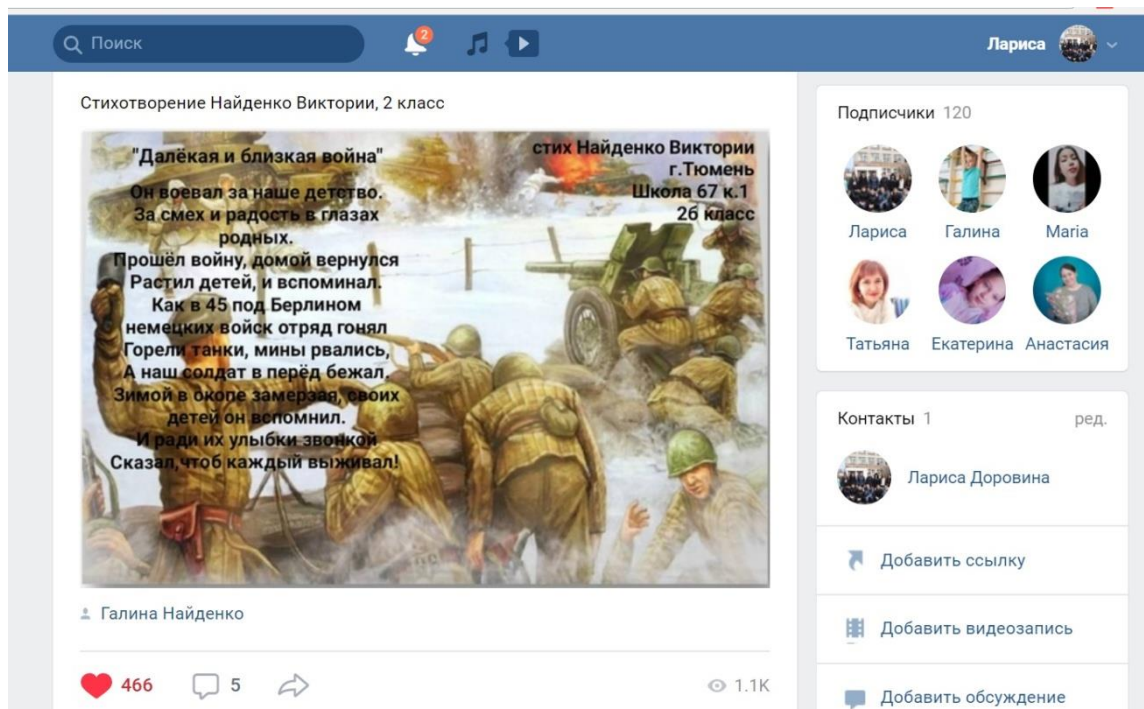 Поиск
2
Лариса
Стихотворение Найденко Виктории, 2 класс
"Далёкая и близкая война"
Он воевал за наше детство.
За смех и радость в глазах
родных.
Прошёл войну, домой вернулся
Растил детей, и вспоминал.
Как в 45 под Берлином
немецких войск отряд гонял
Горели танки, мины рвались,
А наш солдат в перёд бежал.
Зимой в окопе замерзая, своих
детей он вспомнил.
И ради их улыбки звонкой
Сказал,чтоб каждый выживал!
стих Найденко Виктории
г.Тюмень
Школа 67 к.1
2б класс
Галина Найденко
466
5
1.1K
Подписчики 120
Лариса
Галина
Maria
Татьяна
Екатерина
Анастасия
Контакты 1
ред.
Лариса Доровина
Добавить ссылку
Добавить видеозапись
Добавить обсуждение